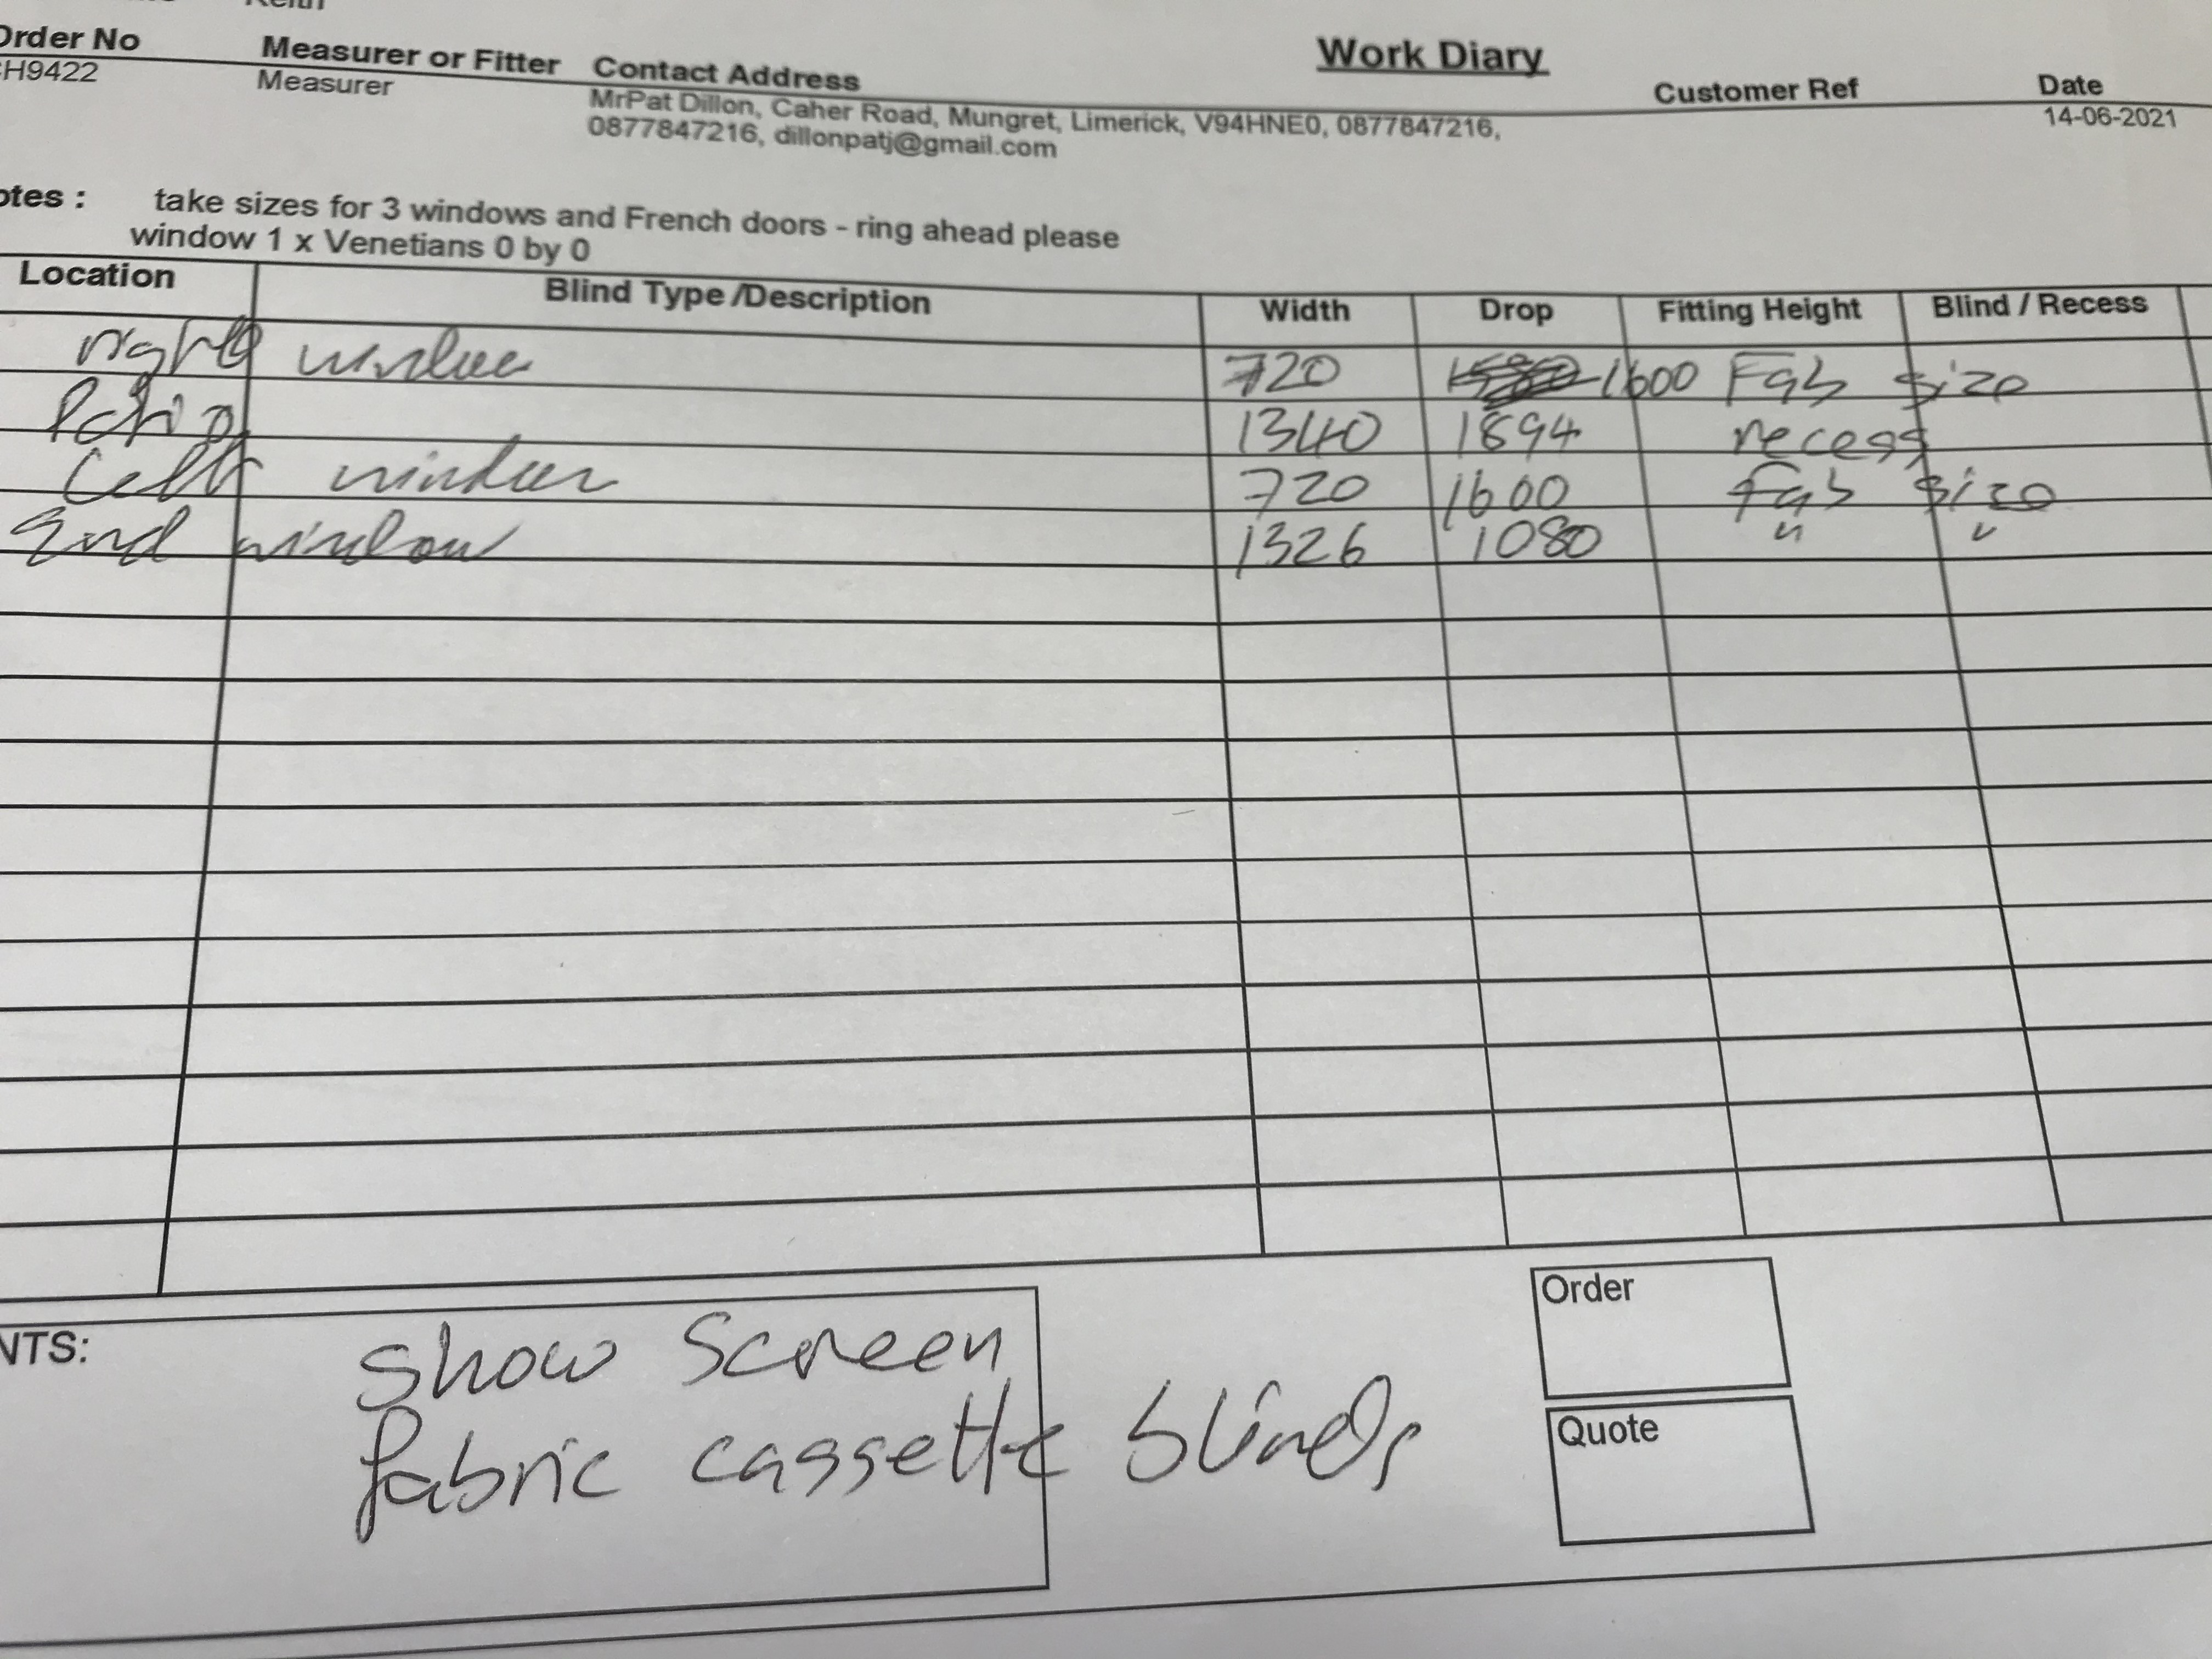 Keith
Work Diary
Order No Measurer or Fitter Contact Address Customer Ref Date
H9422 Measurer MrPat Dillon, Caher Road, Mungret, Limerick, V94HNE0, 0877847216, 14-06-2021
0877847216, dillonpatj@gmail.com
otes : take sizes for 3 windows and French doors - ring ahead please
window 1 x Venetians 0 by 0
Location Blind Type /Description Width Drop Fitting Height Blind / Recess
right window 720 1600 Fab size
Patio 1340 1894 recess
Left window 720 1600 Fab size
2nd window 1326 1080 " "
Order
NTS: show screen
fabric cassette blinds
Quote